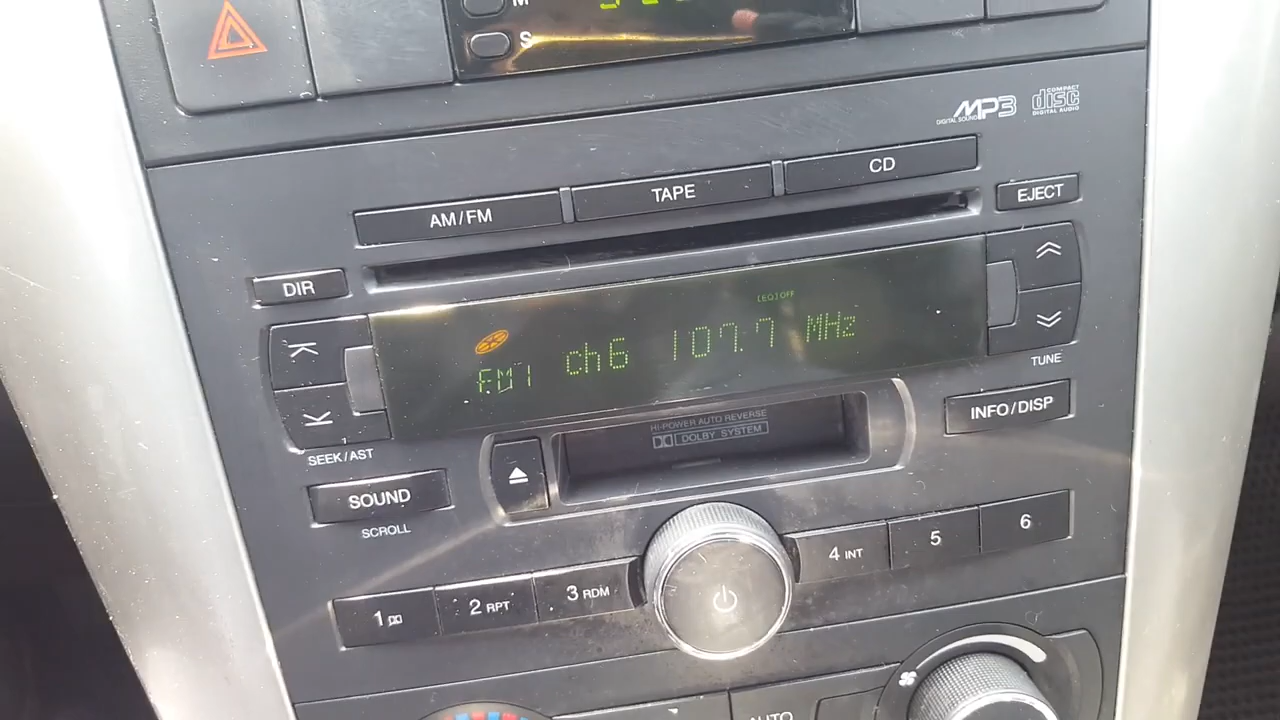 M
S
MP3
DIGITAL SOUND
COMPACT
disc
DIGITAL AUDIO
AM/FM
TAPE
CD
EJECT
DIR
[EQ]OFF
FM1 ch6 107.7 MHz
TUNE
SEEK/AST
HI-POWER AUTO REVERSE
DOLBY SYSTEM
INFO/DISP
SOUND
SCROLL
1
2 RPT
3 RDM
4 INT
5
6
AUTO